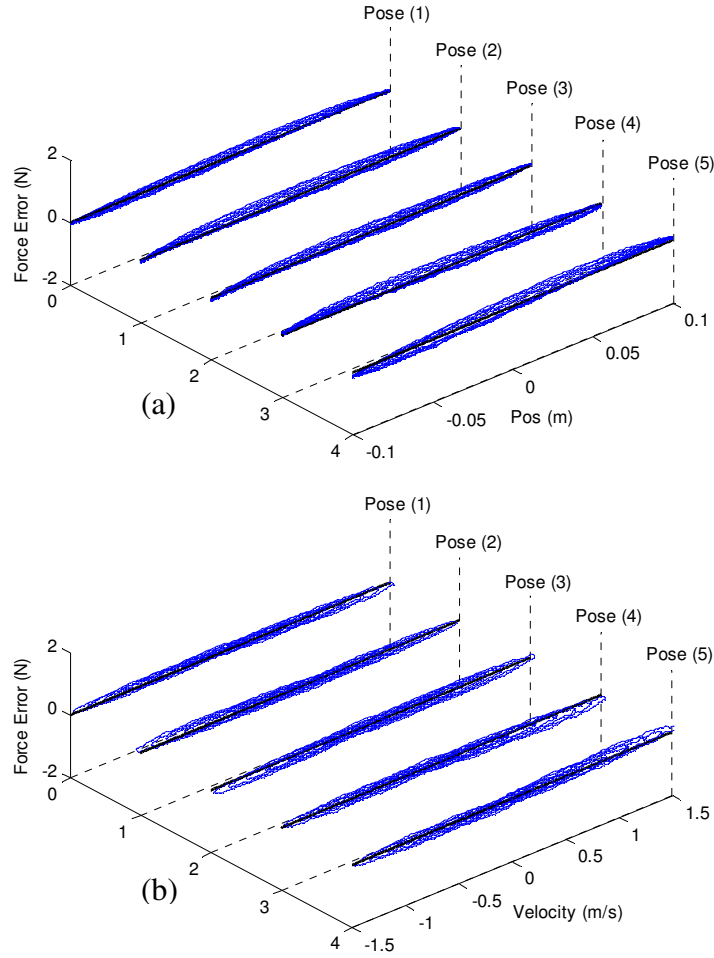 Pose (1)
Pose (2)
Pose (3)
Pose (4)
Pose (5)
2
0
-2
Force Error (N)
0
1
2
3
4
-0.1
-0.05
0
0.05
0.1
Pos (m)
(a)
Pose (1)
Pose (2)
Pose (3)
Pose (4)
Pose (5)
2
0
-2
Force Error (N)
0
1
2
3
4
-1.5
-1
-0.5
0
0.5
1
1.5
Velocity (m/s)
(b)